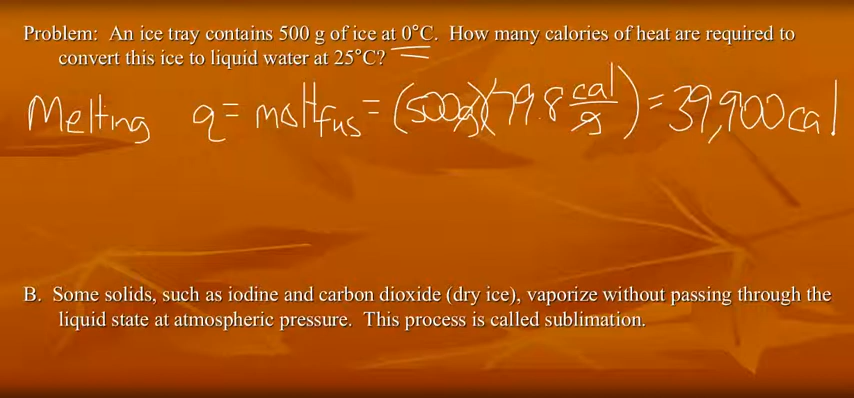 Problem: An ice tray contains 500 g of ice at 0°C. How many calories of heat are required to
convert this ice to liquid water at 25°C?
Melting q = mΔHfus = (500g)(79.8 cal/g) = 39,900 cal
B. Some solids, such as iodine and carbon dioxide (dry ice), vaporize without passing through the
liquid state at atmospheric pressure. This process is called sublimation.